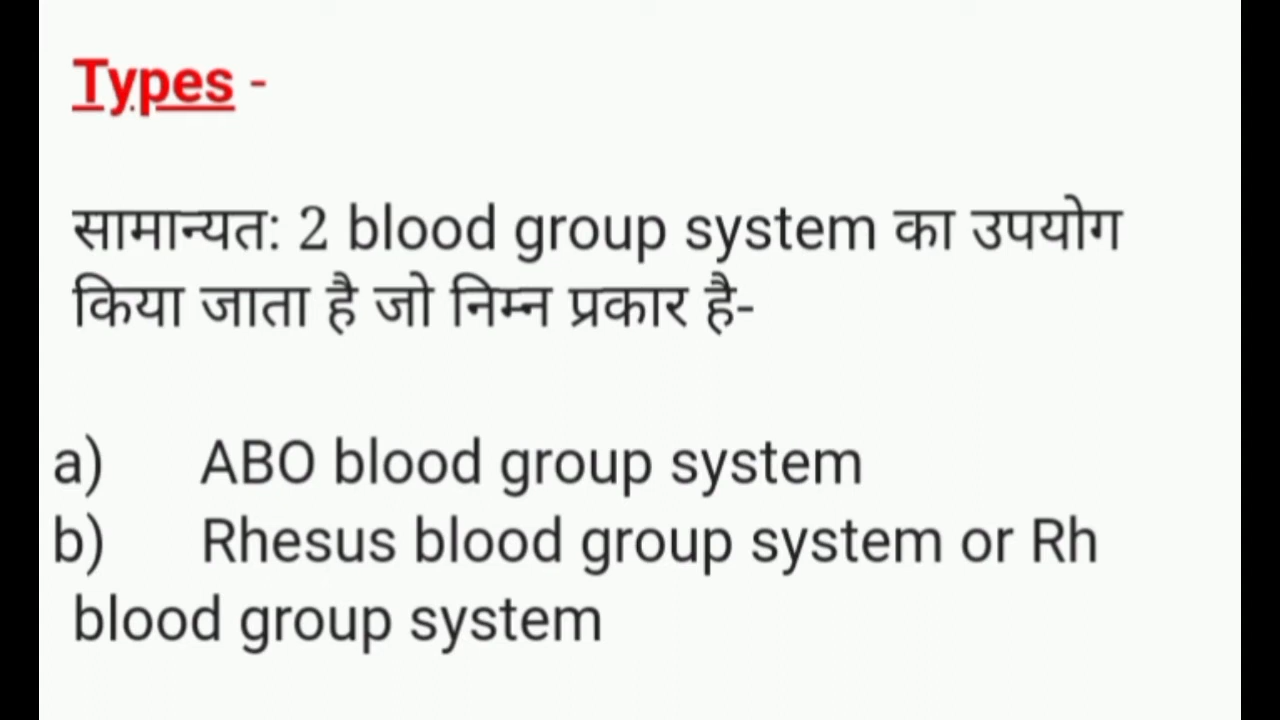 Types -
सामान्यत: 2 blood group system का उपयोग
किया जाता है जो निम्न प्रकार है-
a) ABO blood group system
b) Rhesus blood group system or Rh
blood group system